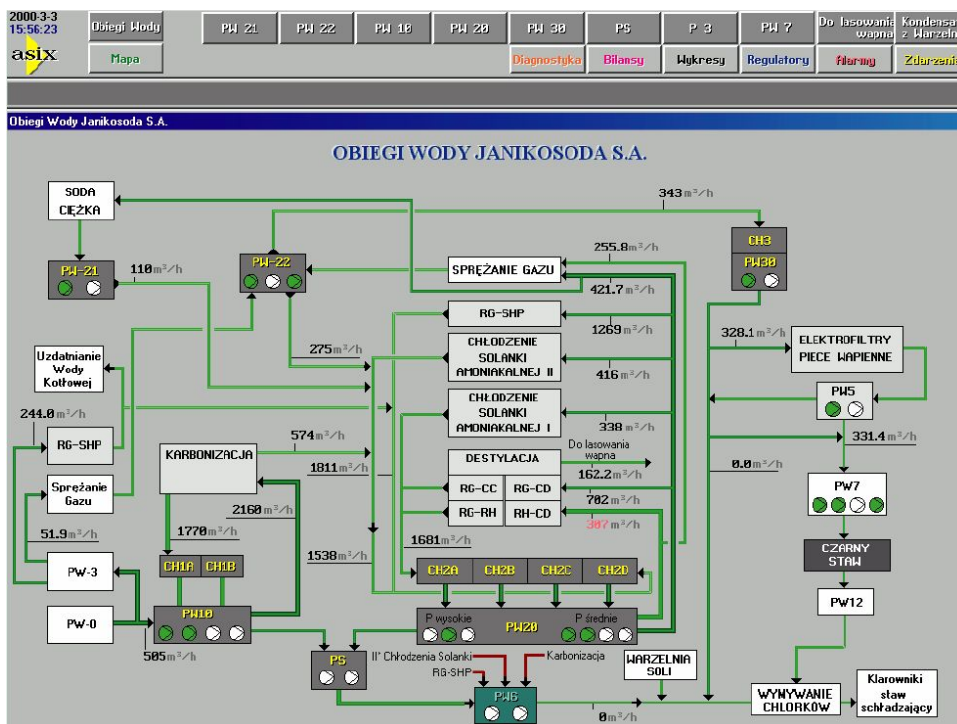 2000-3-3
15:56:23
asix
Obiegi Wody
Mapa
PW 21
PW 22
PW 10
PW 20
PW 30
PS
P 3
PW 7
Do lasowania
wapna
Kondensat
z Warzeln
Diagnostyka
Bilansy
Wykresy
Regulatory
Alarmy
Zdarzenia
Obiegi Wody Janikosoda S.A.
OBIEGI WODY JANIKOSODA S.A.
SODA
CIĘŻKA
343 m³/h
CH3
PW30
PW-21
110 m³/h
PW-22
255.8 m³/h
SPRĘŻANIE GAZU
421.7 m³/h
RG-SHP
1269 m³/h
CHŁODZENIE
SOLANKI
AMONIAKALNEJ II
416 m³/h
275 m³/h
328.1 m³/h
ELEKTROFILTRY
PIECE WAPIENNE
Uzdatnianie
Wody
Kotłowej
CHŁODZENIE
SOLANKI
AMONIAKALNEJ I
338 m³/h
PW5
331.4 m³/h
244.0 m³/h
RG-SHP
KARBONIZACJA
574 m³/h
1811 m³/h
Do lasowania
wapna
162.2 m³/h
DESTYLACJA
RG-CC
RG-CD
702 m³/h
RG-RH
RH-CD
307 m³/h
0.0 m³/h
PW7
Sprężanie
Gazu
2160 m³/h
51.9 m³/h
1770 m³/h
1681 m³/h
1538 m³/h
CZARNY
STAW
CH1A
CH1B
CH2A
CH2B
CH2C
CH2D
PW-3
PW12
PW-0
PW10
505 m³/h
P wysokie
PW20
P średnie
PS
II° Chłodzenia Solanki
RG-SHP
Karbonizacja
WARZELNIA
SOLI
PW6
0 m³/h
WYNYWANIE
CHLORKÓW
Klarowniki
staw
schładzający